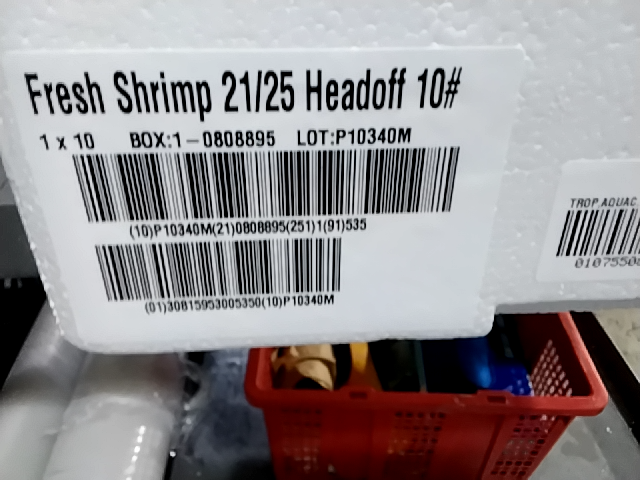 Fresh Shrimp 21/25 Headoff 10#
1 x 10 BOX:1-0808895 LOT:P10340M
(10)P10340M(21)0808895(251)1(91)535
(01)30815953005350(10)P10340M
TROP.AQUAC
0107550